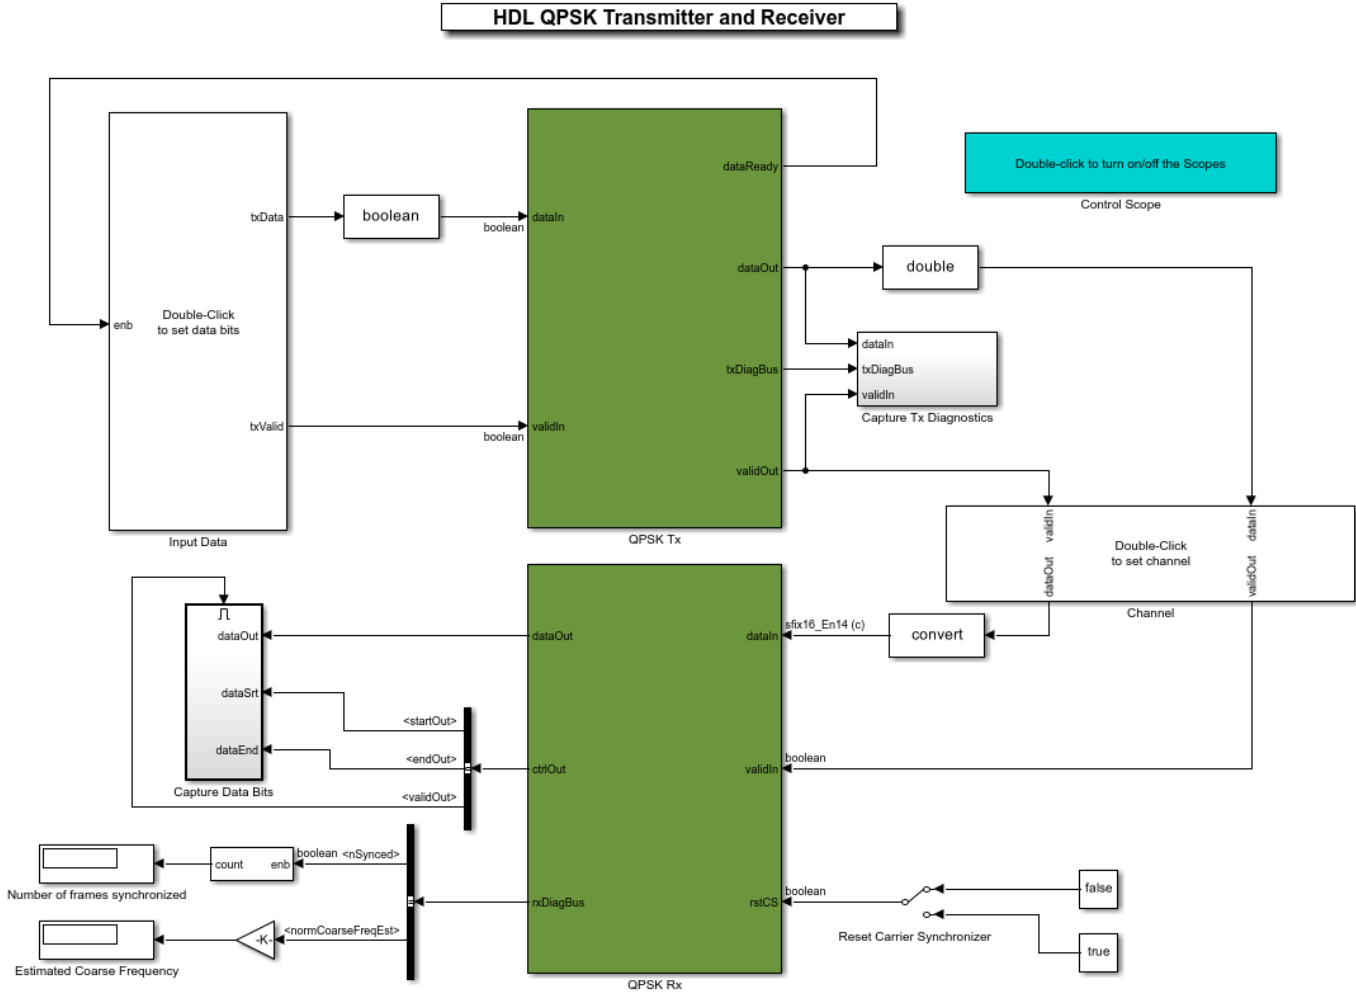 HDL QPSK Transmitter and Receiver
Double-click to turn on/off the Scopes
Control Scope
txData
boolean
boolean
dataIn
dataReady
dataOut
double
enb
Double-Click
to set data bits
txValid
boolean
validIn
txDiagBus
validOut
dataIn
txDiagBus
validIn
Capture Tx Diagnostics
Input Data
QPSK Tx
validIn
dataIn
Double-Click
to set channel
dataOut
validOut
Channel
dataOut
dataSrt
dataEnd
Capture Data Bits
<startOut>
<endOut>
<validOut>
dataOut
ctrlOut
rxDiagBus
dataIn
validIn
rstCS
sfix16_En14 (c)
convert
boolean
boolean
false
true
Reset Carrier Synchronizer
Number of frames synchronized
count
enb
boolean
<nSynced>
-K-
<normCoarseFreqEst>
Estimated Coarse Frequency
QPSK Rx